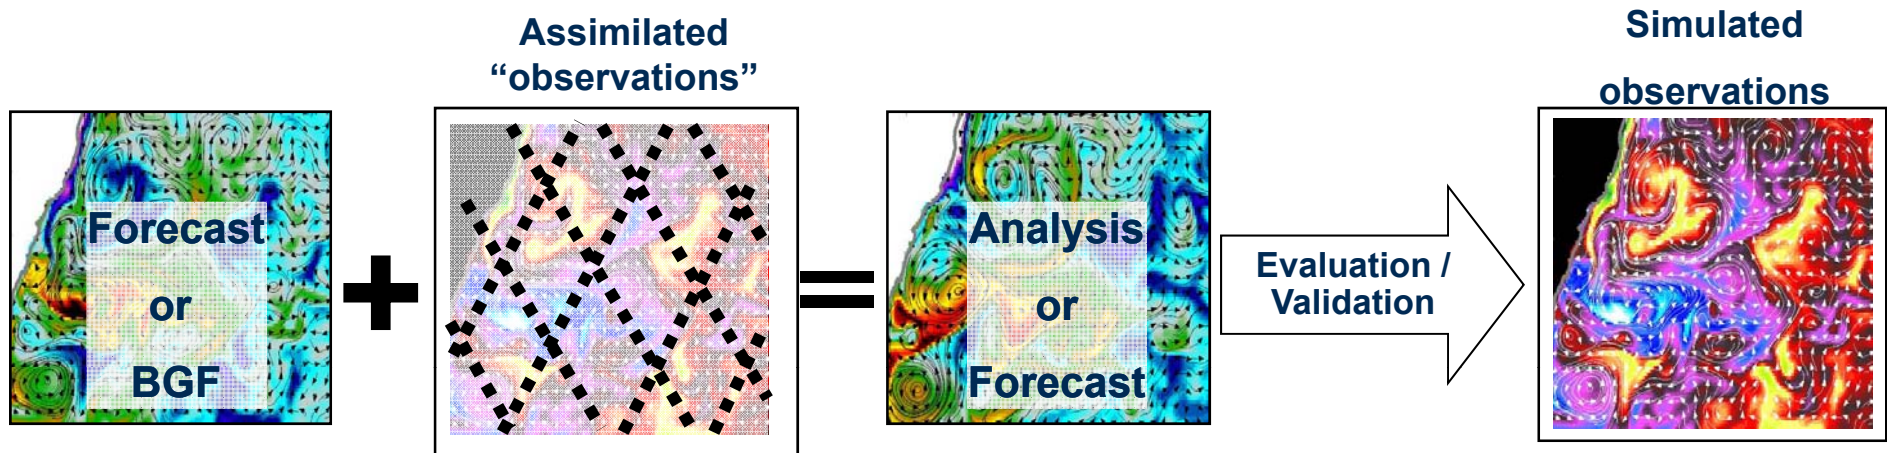 Assimilated
“observations”
Simulated
observations
Forecast
or
BGF
Analysis
or
Forecast
Evaluation /
Validation